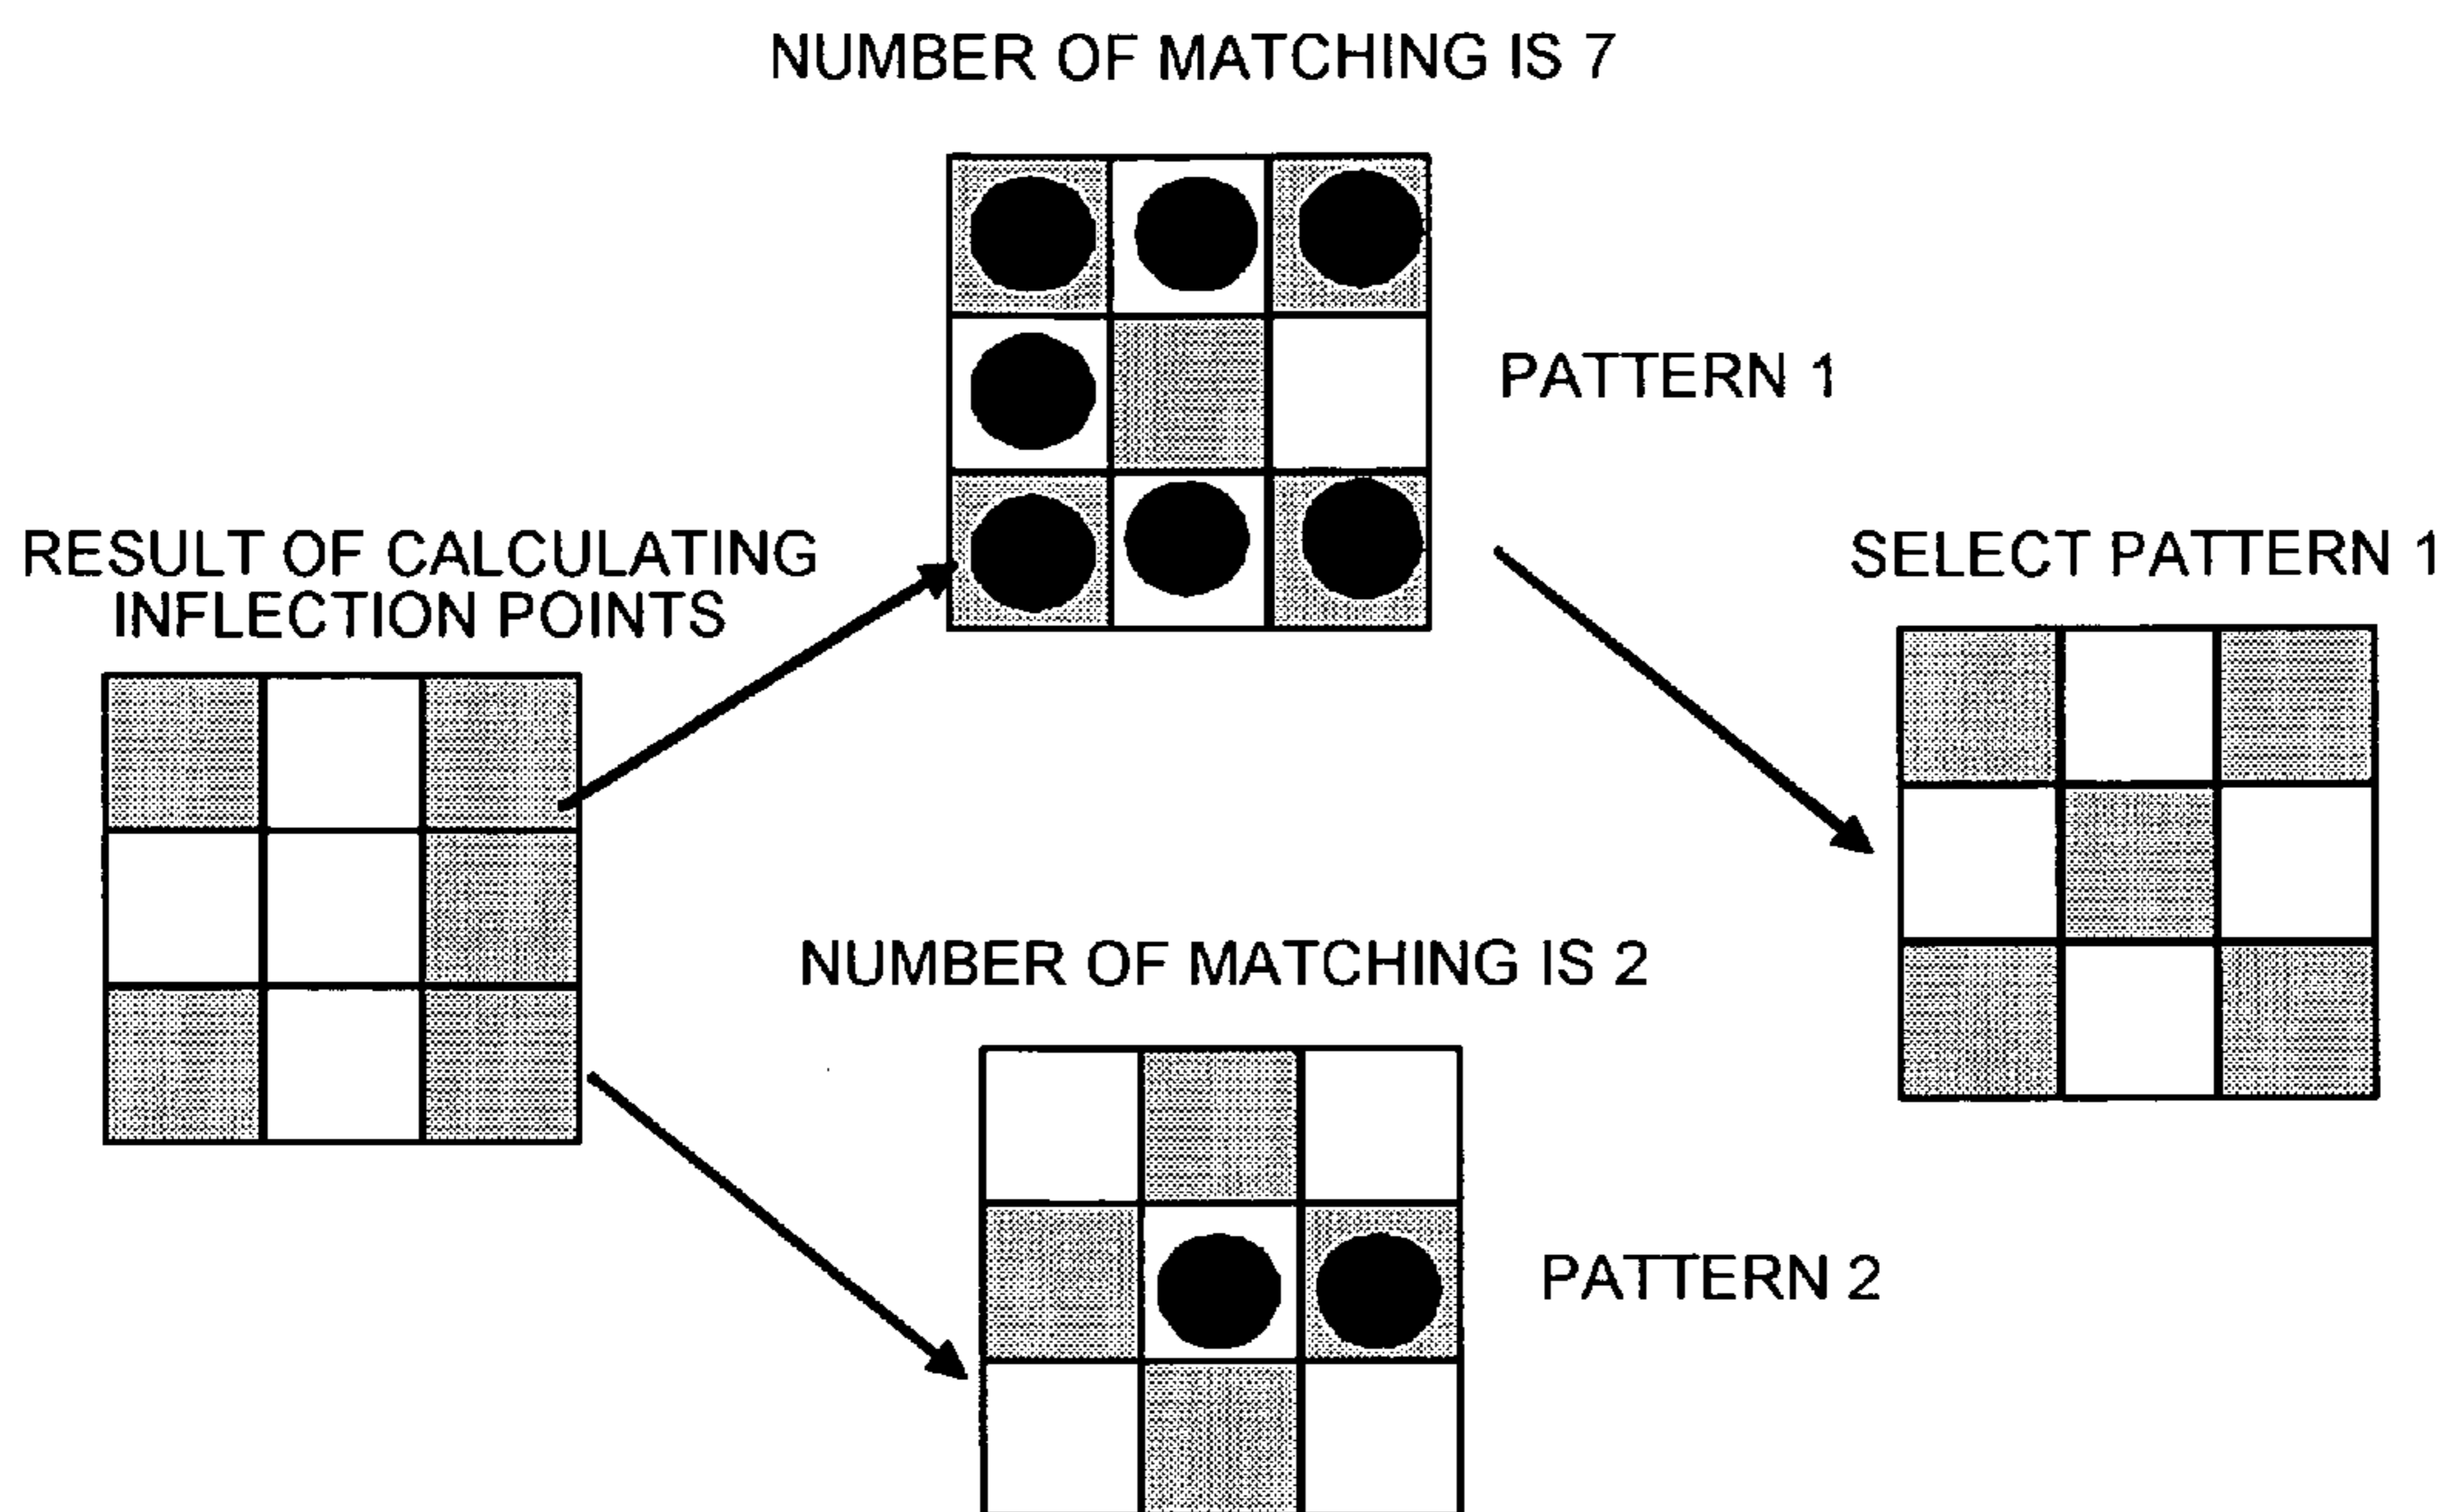 NUMBER OF MATCHING IS 7
PATTERN 1
RESULT OF CALCULATING
INFLECTION POINTS
SELECT PATTERN 1
NUMBER OF MATCHING IS 2
PATTERN 2